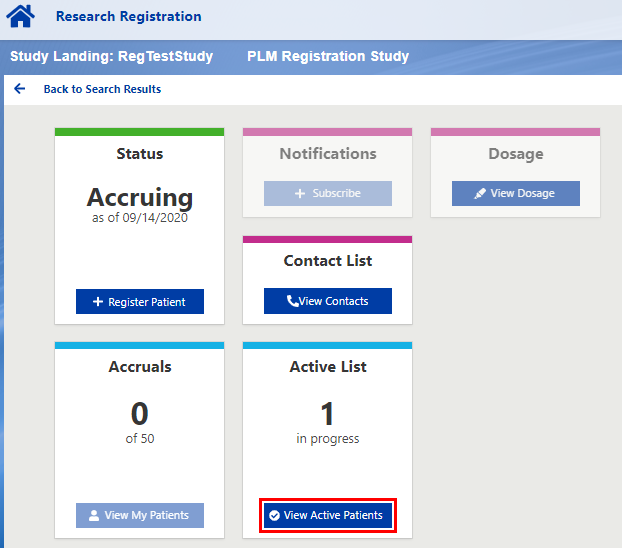 Research Registration
Study Landing: RegTestStudy PLM Registration Study
Back to Search Results
Status
Accruing
as of 09/14/2020
Register Patient
Notifications
Subscribe
Dosage
View Dosage
Contact List
View Contacts
Accruals
0
of 50
View My Patients
Active List
1
in progress
View Active Patients